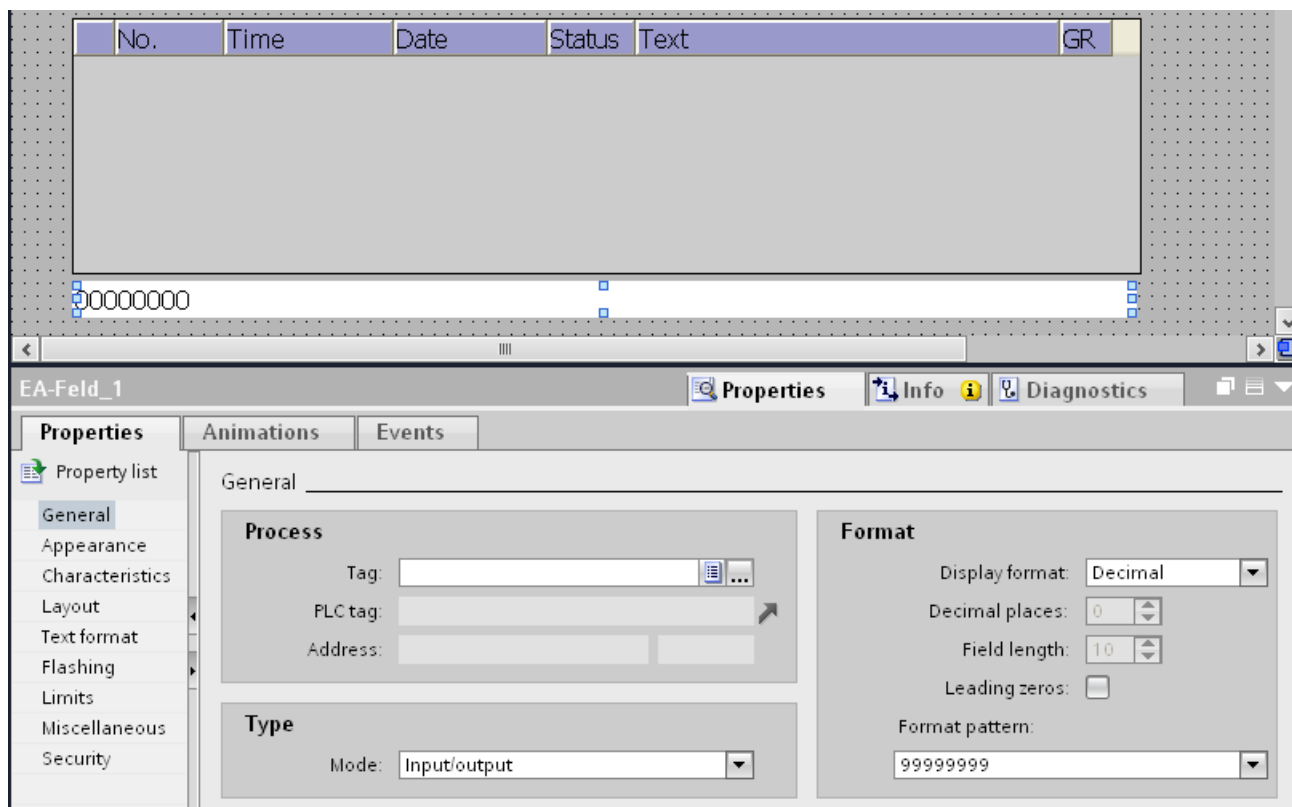 No. Time Date Status Text GR
00000000
EA-Feld_1 Properties Info Diagnostics
Properties Animations Events
Property list
General
Appearance
Characteristics
Layout
Text format
Flashing
Limits
Miscellaneous
Security
General
Process
Tag: ...
PLC tag:
Address:
Type
Mode: Input/output
Format
Display format: Decimal
Decimal places: 0
Field length: 10
Leading zeros:
Format pattern:
99999999